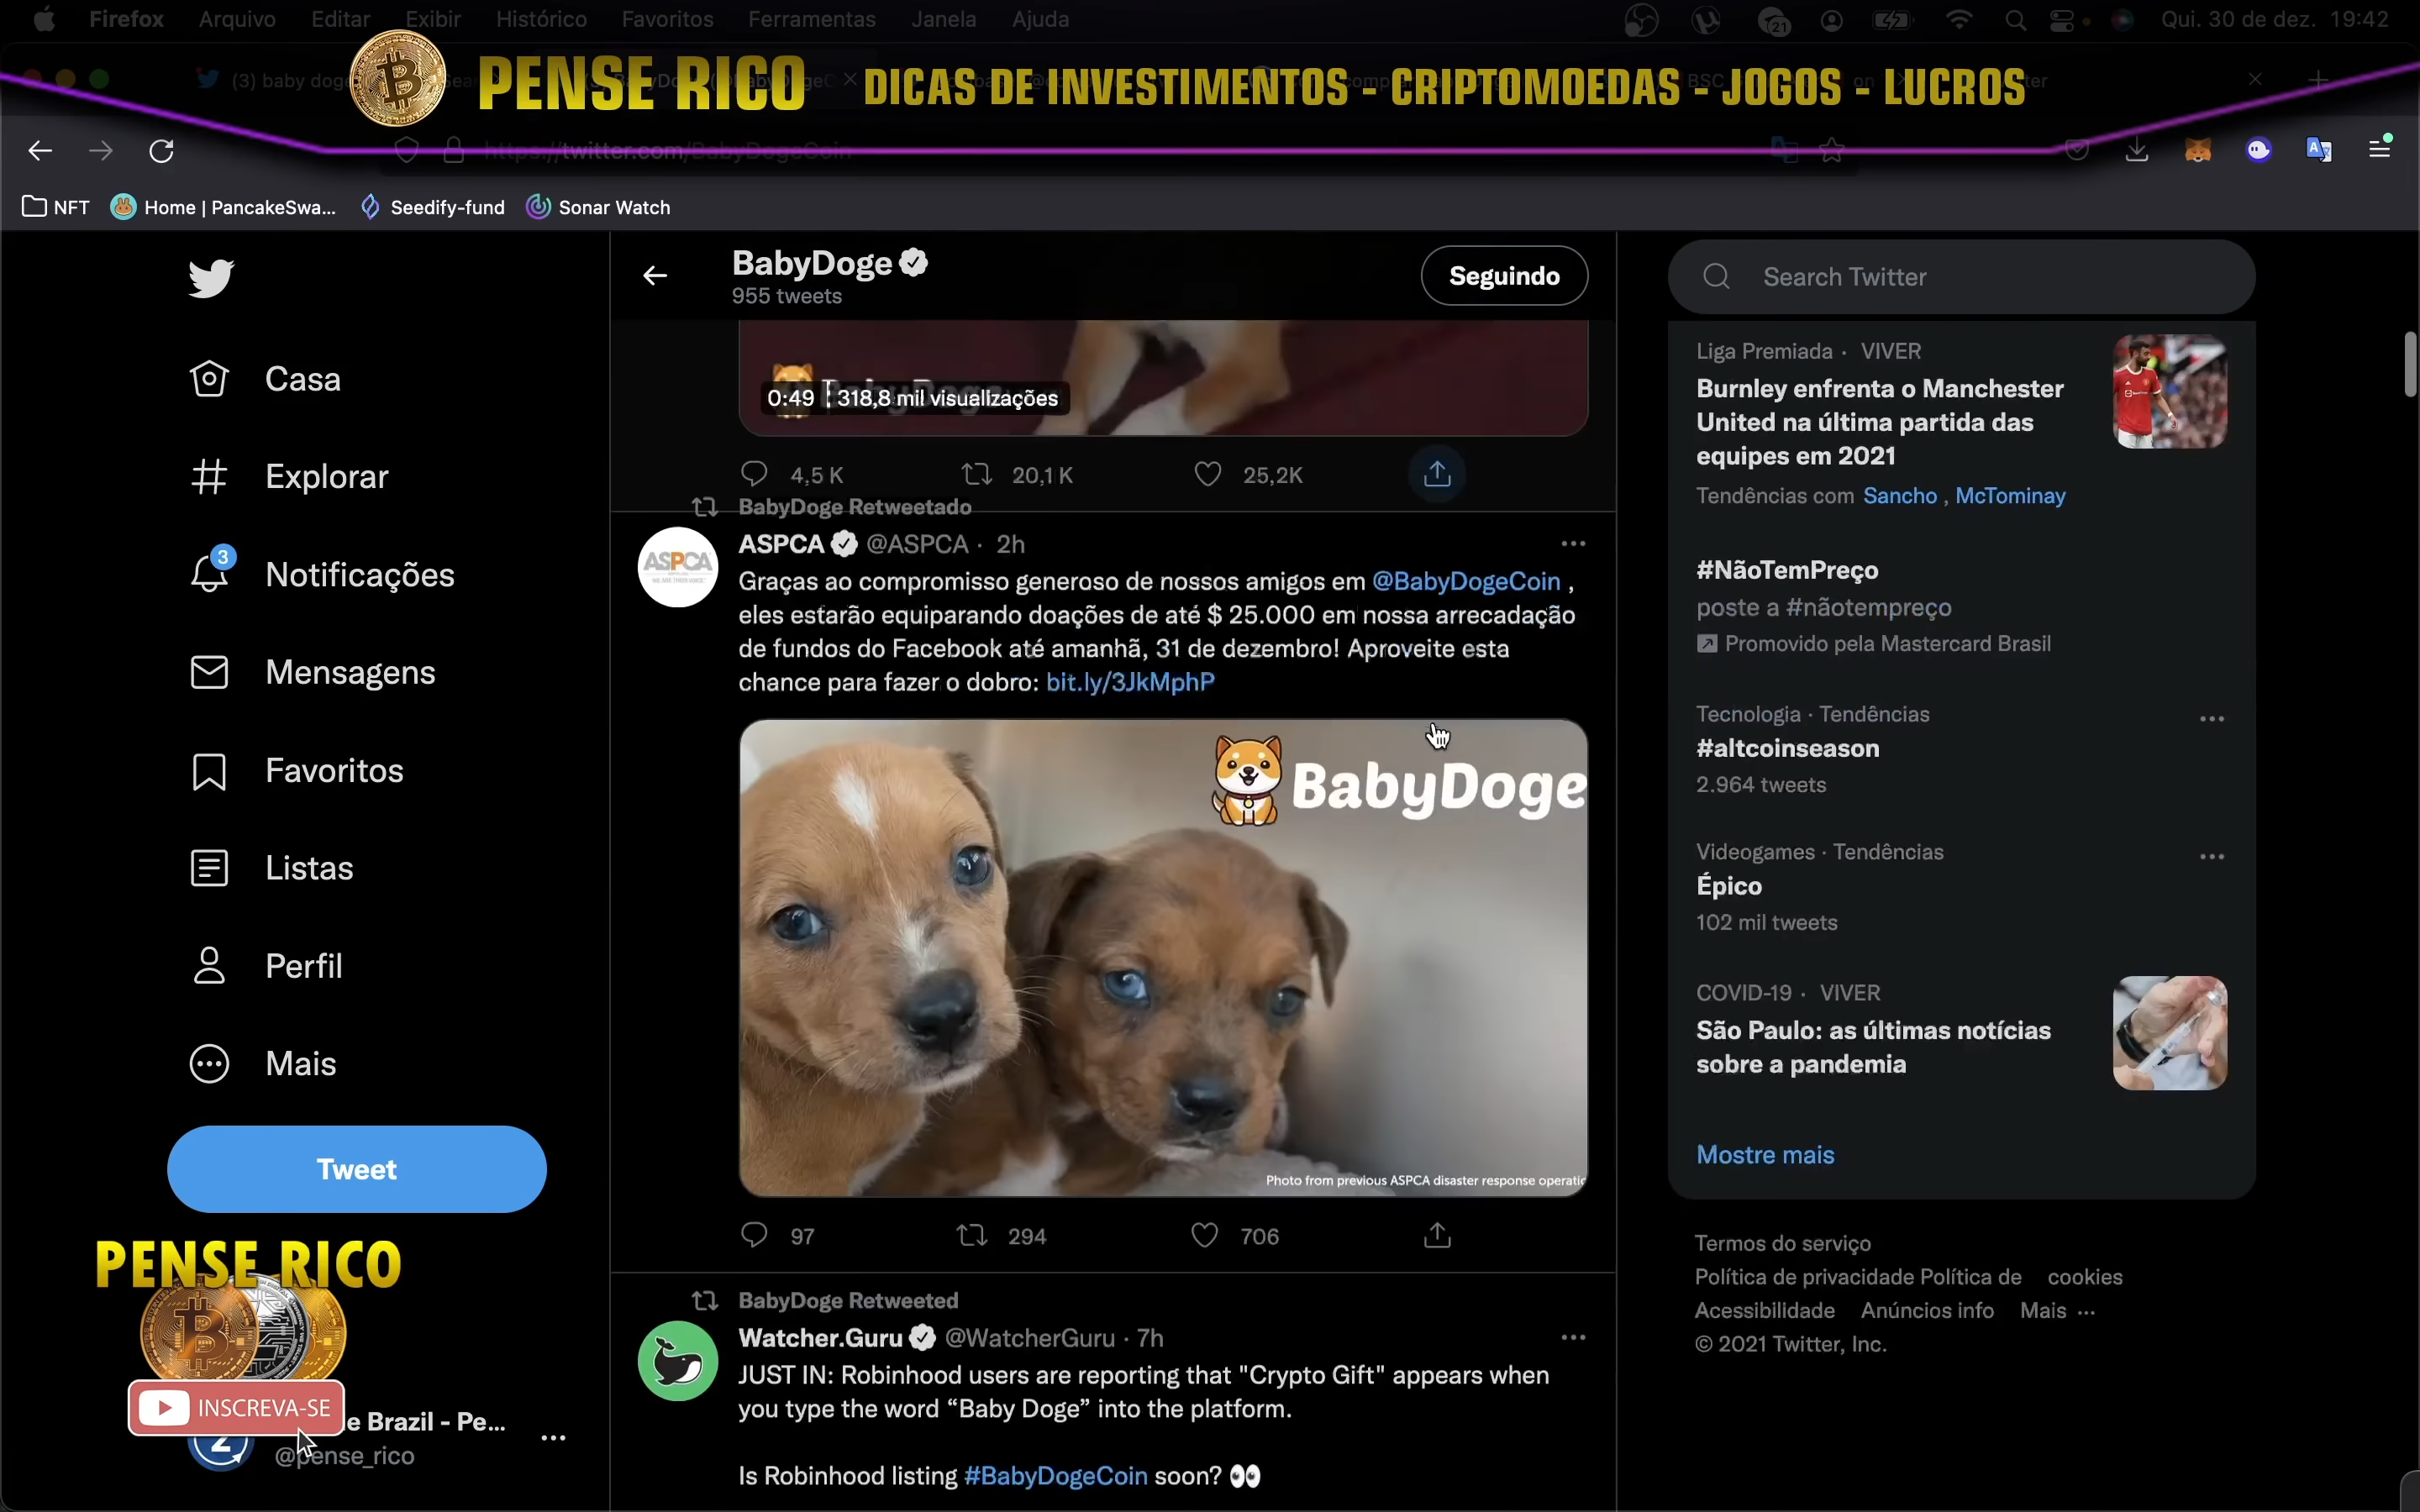 Firefox Arquivo Editar Exibir Histórico Favoritos Ferramentas Janela Ajuda
21
Qui. 30 de dez. 19:42
PENSE RICO
DICAS DE INVESTIMENTOS - CRIPTOMOEDAS - JOGOS - LUCROS
(3) baby doge
https://twitter.com/BabyDogeCoin
NFT
Home | PancakeSwa...
Seedify-fund
Sonar Watch
BabyDoge
955 tweets
Seguindo
Search Twitter
Casa
Explorar
3
Notificações
Mensagens
Favoritos
Listas
Perfil
Mais
Tweet
0:49 318,8 mil visualizações
4,5 K 20,1 K 25,2K
BabyDoge Retweetado
ASPCA
ASPCA @ASPCA · 2h
Graças ao compromisso generoso de nossos amigos em @BabyDogeCoin ,
eles estarão equiparando doações de até $ 25.000 em nossa arrecadação
de fundos do Facebook até amanhã, 31 de dezembro! Aproveite esta
chance para fazer o dobro: bit.ly/3JkMphP
BabyDoge
Photo from previous ASPCA disaster response operatio
97 294 706
BabyDoge Retweeted
Watcher.Guru @WatcherGuru · 7h
JUST IN: Robinhood users are reporting that "Crypto Gift" appears when
you type the word “Baby Doge” into the platform.
Is Robinhood listing #BabyDogeCoin soon? 👀
Liga Premiada · VIVER
Burnley enfrenta o Manchester
United na última partida das
equipes em 2021
Tendências com Sancho , McTominay
#NãoTemPreço
poste a #nãotempreço
Promovido pela Mastercard Brasil
Tecnologia · Tendências
#altcoinseason
2.964 tweets
Videogames · Tendências
Épico
102 mil tweets
COVID-19 · VIVER
São Paulo: as últimas notícias
sobre a pandemia
Mostre mais
Termos do serviço
Política de privacidade Política de cookies
Acessibilidade Anúncios info Mais ···
© 2021 Twitter, Inc.
PENSE RICO
INSCREVA-SE
e Brazil - Pe...
@pense_rico